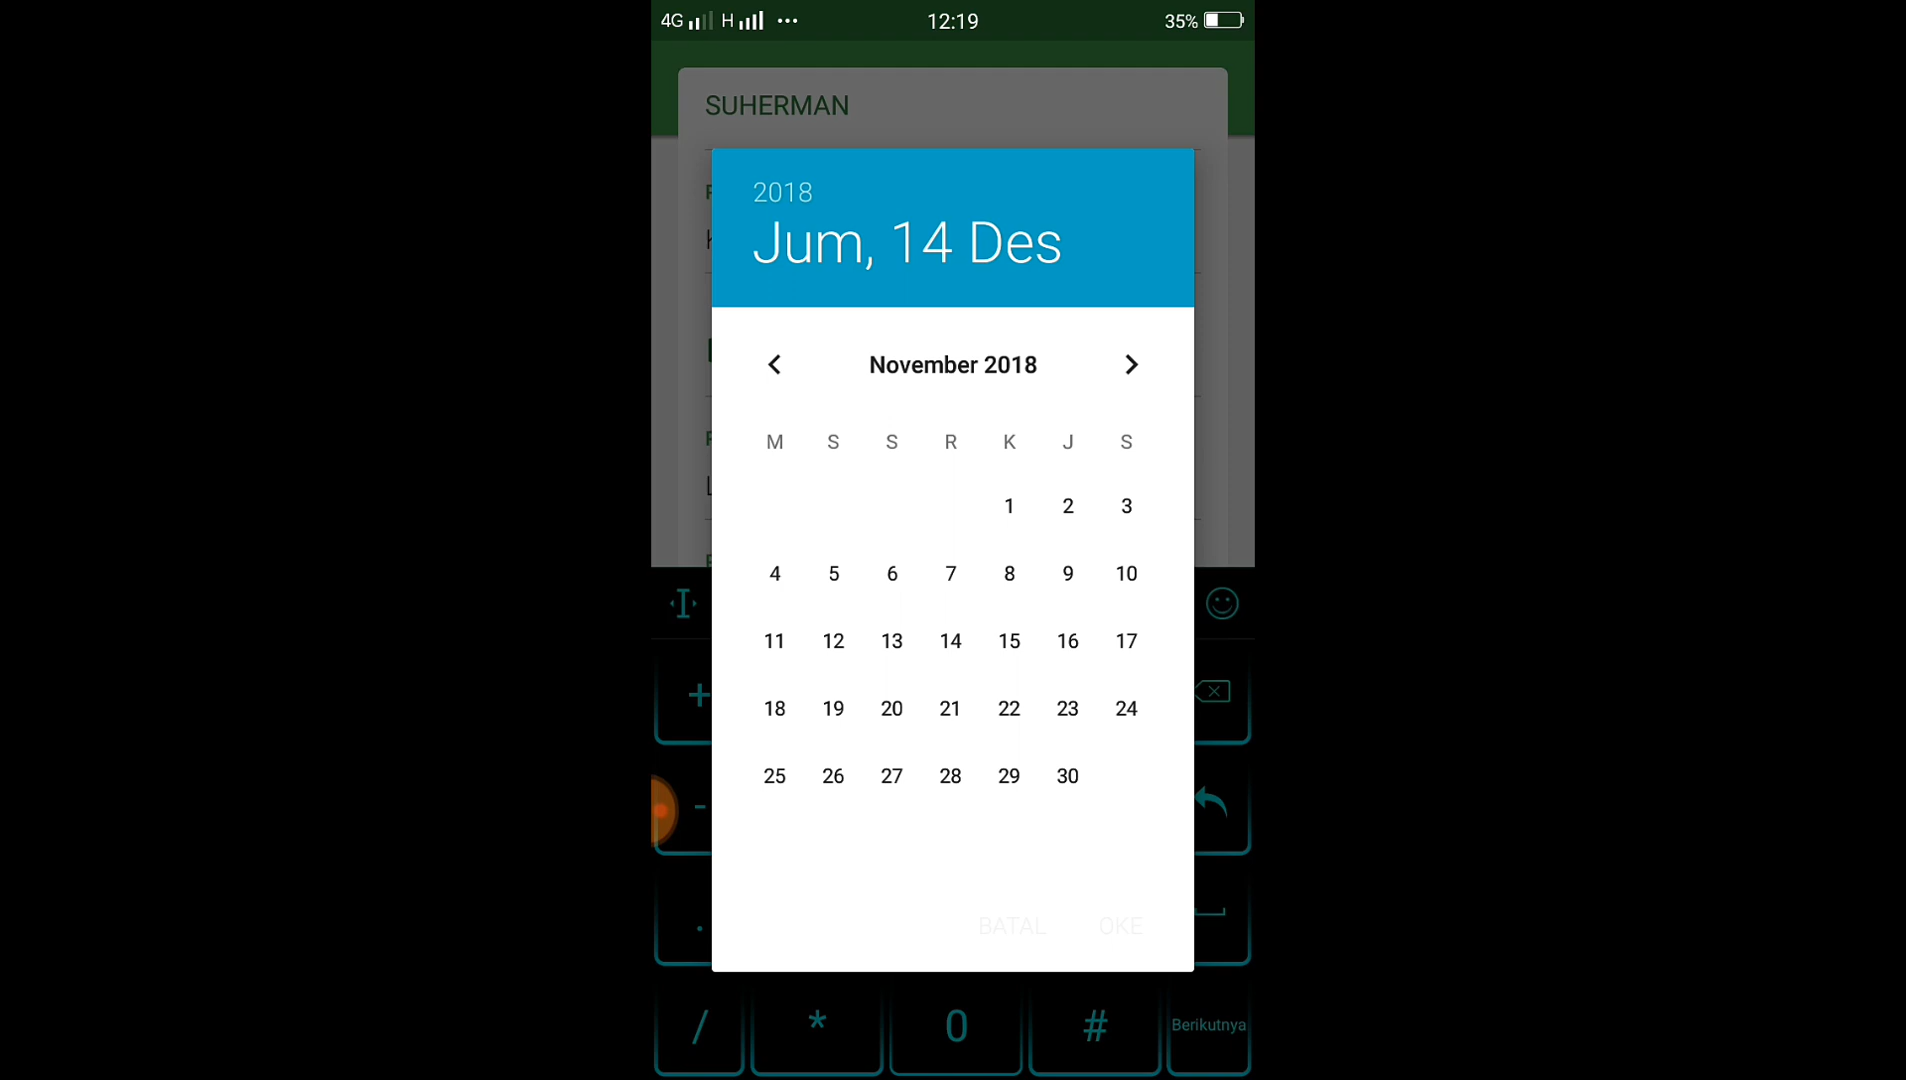 4G H ••• 12:19 35%
SUHERMAN
2018
Jum, 14 Des
November 2018
M S S R K J S
1 2 3
4 5 6 7 8 9 10
11 12 13 14 15 16 17
18 19 20 21 22 23 24
25 26 27 28 29 30
BATAL OKE
+
-
.
/ * 0 # Berikutnya